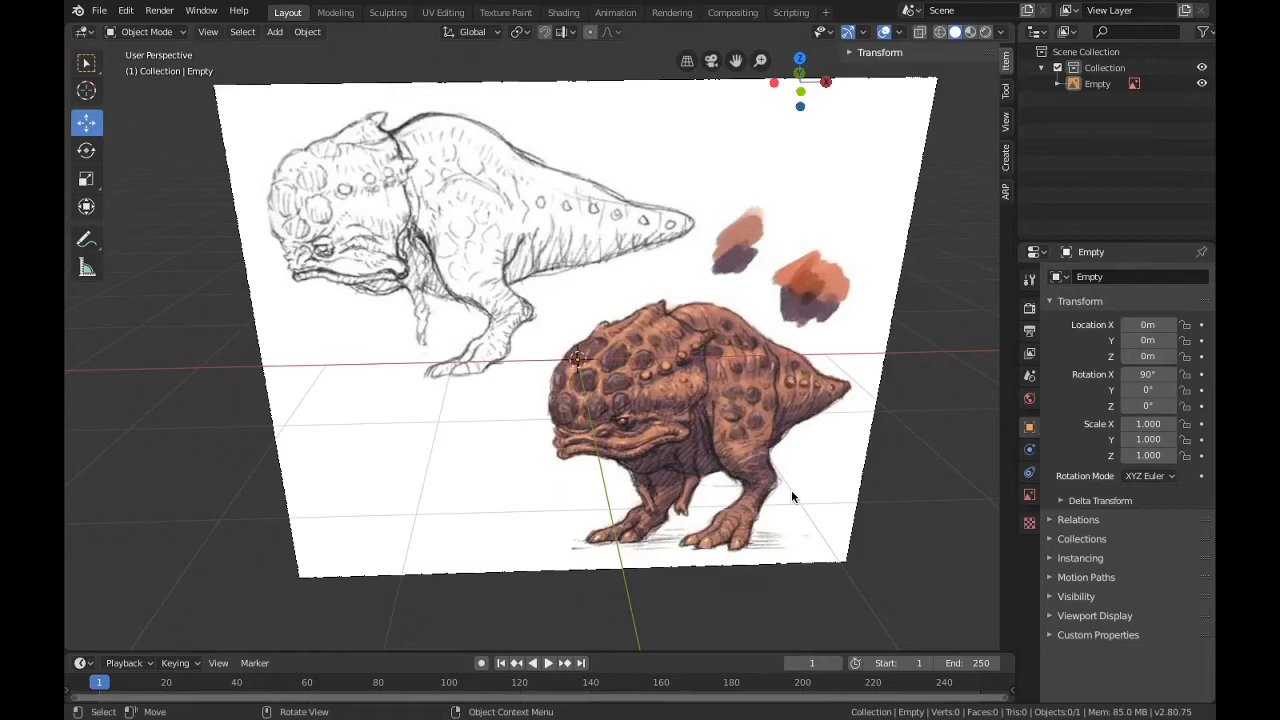 File Edit Render Window Help Layout Modeling Sculpting UV Editing Texture Paint Shading Animation Rendering Compositing Scripting + Scene View Layer
Object Mode View Select Add Object Global
User Perspective
(1) Collection | Empty
Transform
Z
Y
X
Item
Tool
View
Create
ARP
Scene Collection
Collection
Empty
Empty
Empty
Transform
Location X 0m
Y 0m
Z 0m
Rotation X 90°
Y 0°
Z 0°
Scale X 1.000
Y 1.000
Z 1.000
Rotation Mode XYZ Euler
Delta Transform
Relations
Collections
Instancing
Motion Paths
Visibility
Viewport Display
Custom Properties
Playback Keying View Marker 1 Start: 1 End: 250
1 20 40 60 80 100 120 140 160 180 200 220 240
Select Move Rotate View Object Context Menu Collection | Empty | Verts:0 | Faces:0 | Tris:0 | Objects:0/1 | Mem: 85.0 MB | v2.80.75